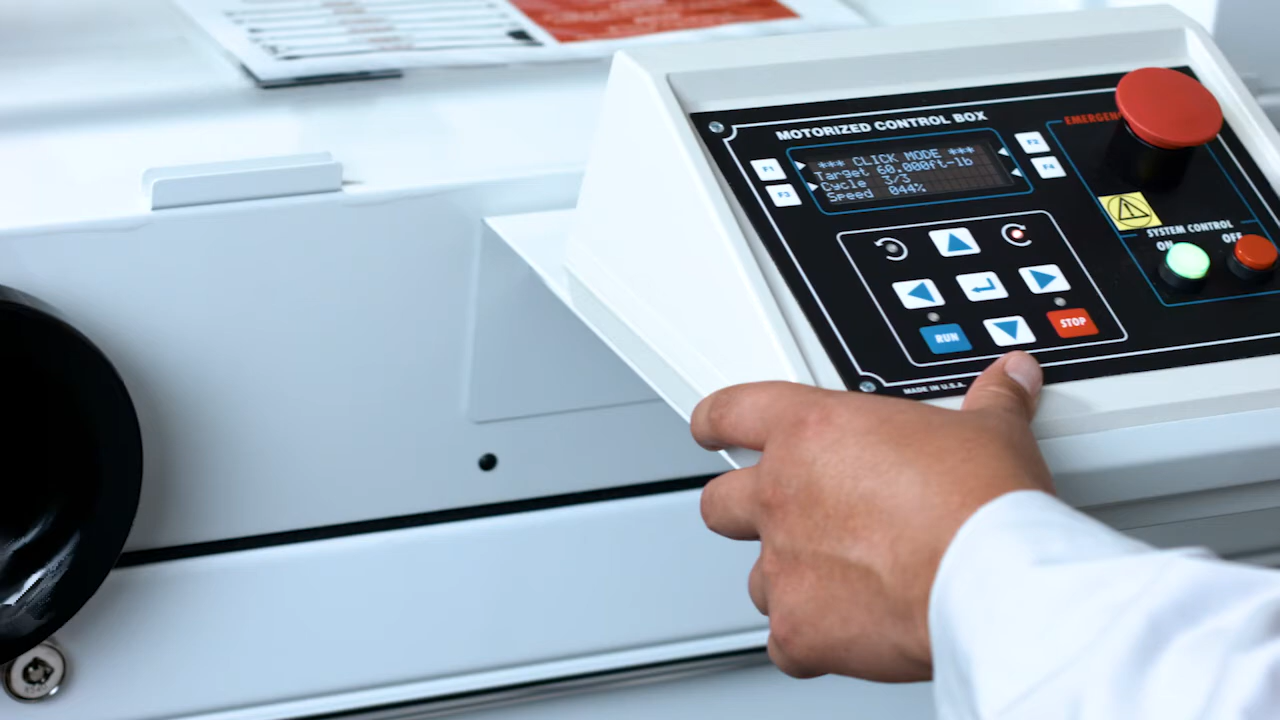 MOTORIZED CONTROL BOX
F1
F3
*** CLICK MODE ***
Target 60.000ft-lb
Cycle 3/3
Speed 044%
F2
F4
SYSTEM CONTROL
ON
RUN
STOP
MADE IN U.S.A.